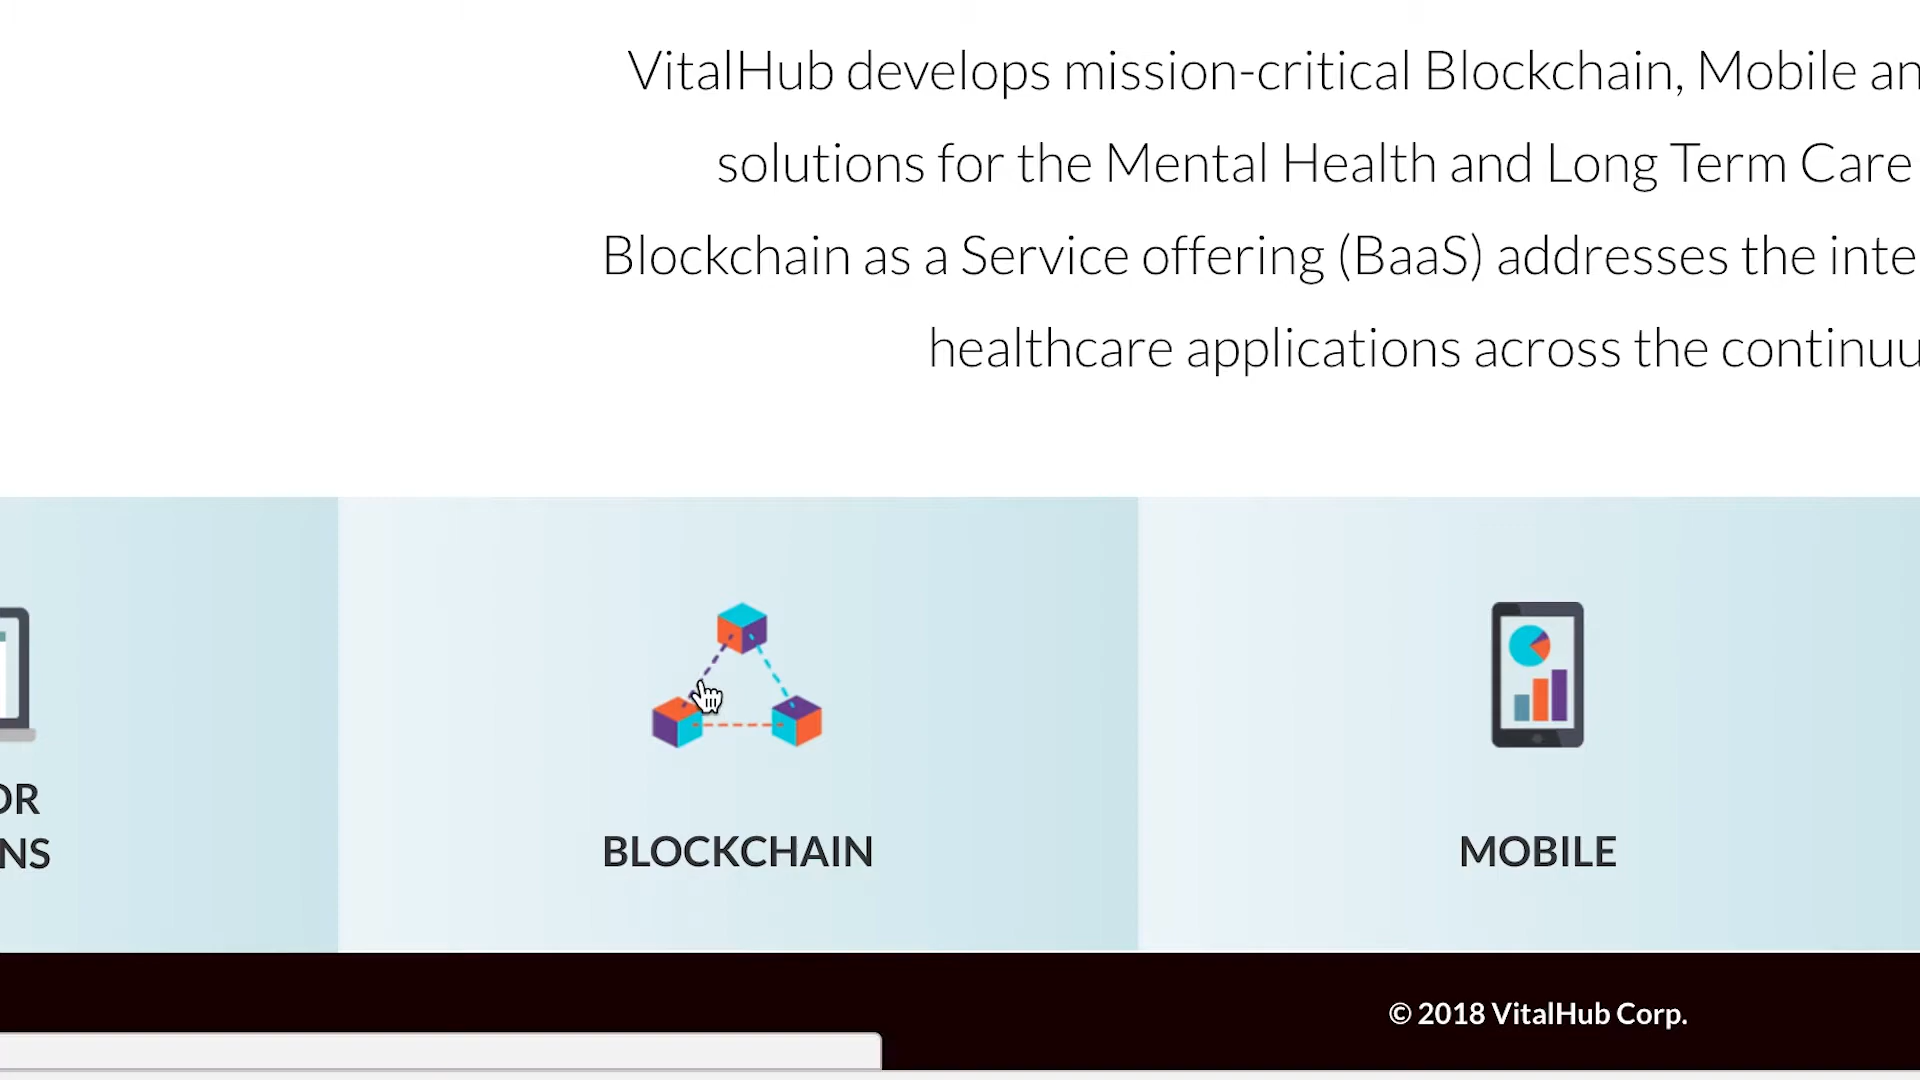 VitalHub develops mission-critical Blockchain, Mobile an
solutions for the Mental Health and Long Term Care
Blockchain as a Service offering (BaaS) addresses the inte
healthcare applications across the continuu
OR
NS
BLOCKCHAIN
MOBILE
© 2018 VitalHub Corp.